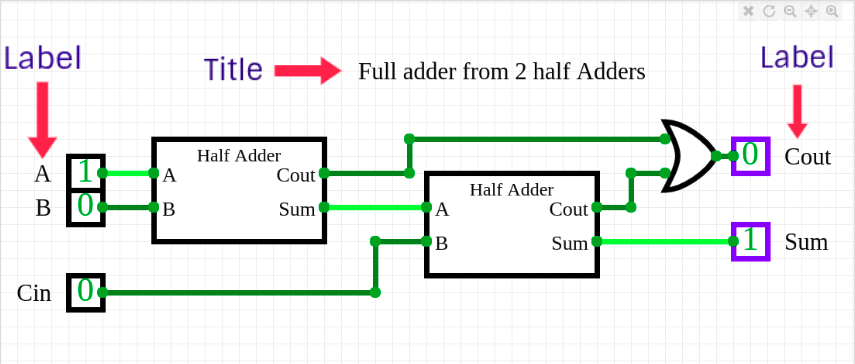 Label
Title
Full adder from 2 half Adders
Label
A
1
B
0
Cin
0
Half Adder
A
Cout
B
Sum
Half Adder
A
Cout
B
Sum
0
Cout
1
Sum